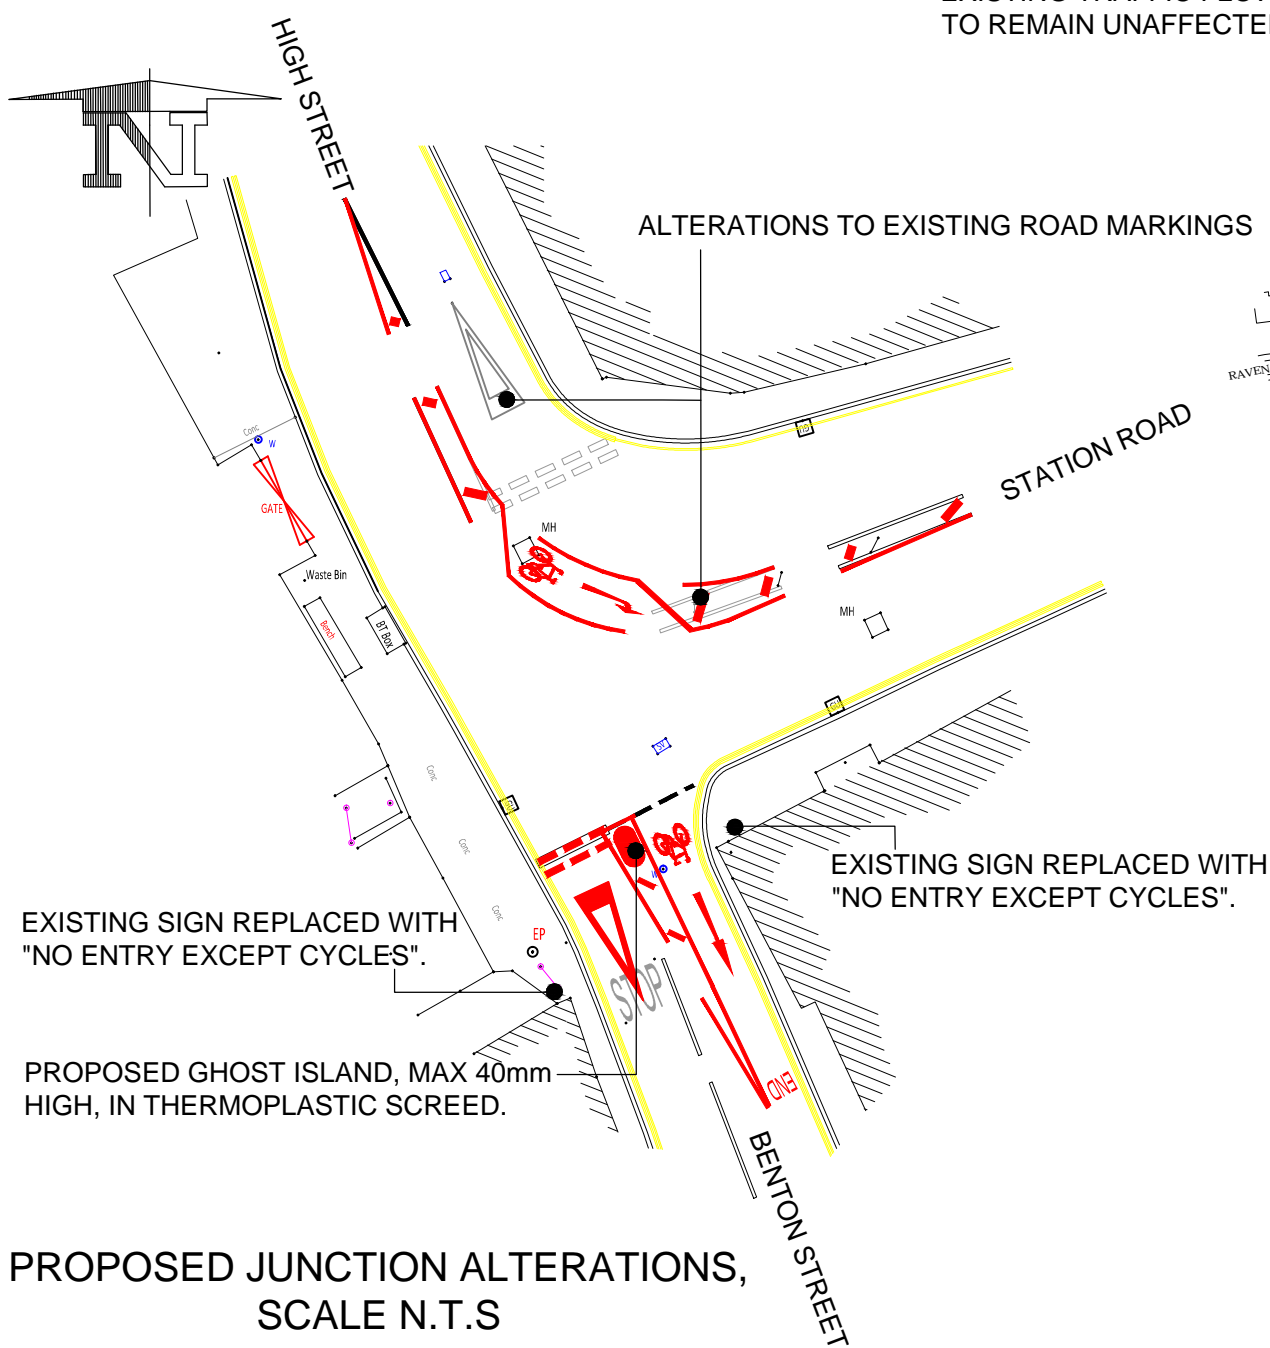 TO REMAIN UNAFFECTED
HIGH STREET
N
ALTERATIONS TO EXISTING ROAD MARKINGS
RAVEN
STATION ROAD
Conc
W
GATE
MH
Waste Bin
Bench
BT Box
MH
SV
Conc
Conc
Conc
W
EXISTING SIGN REPLACED WITH
"NO ENTRY EXCEPT CYCLES".
EXISTING SIGN REPLACED WITH
"NO ENTRY EXCEPT CYCLES".
EP
STOP
PROPOSED GHOST ISLAND, MAX 40mm
HIGH, IN THERMOPLASTIC SCREED.
END
BENTON STREET
PROPOSED JUNCTION ALTERATIONS,
SCALE N.T.S